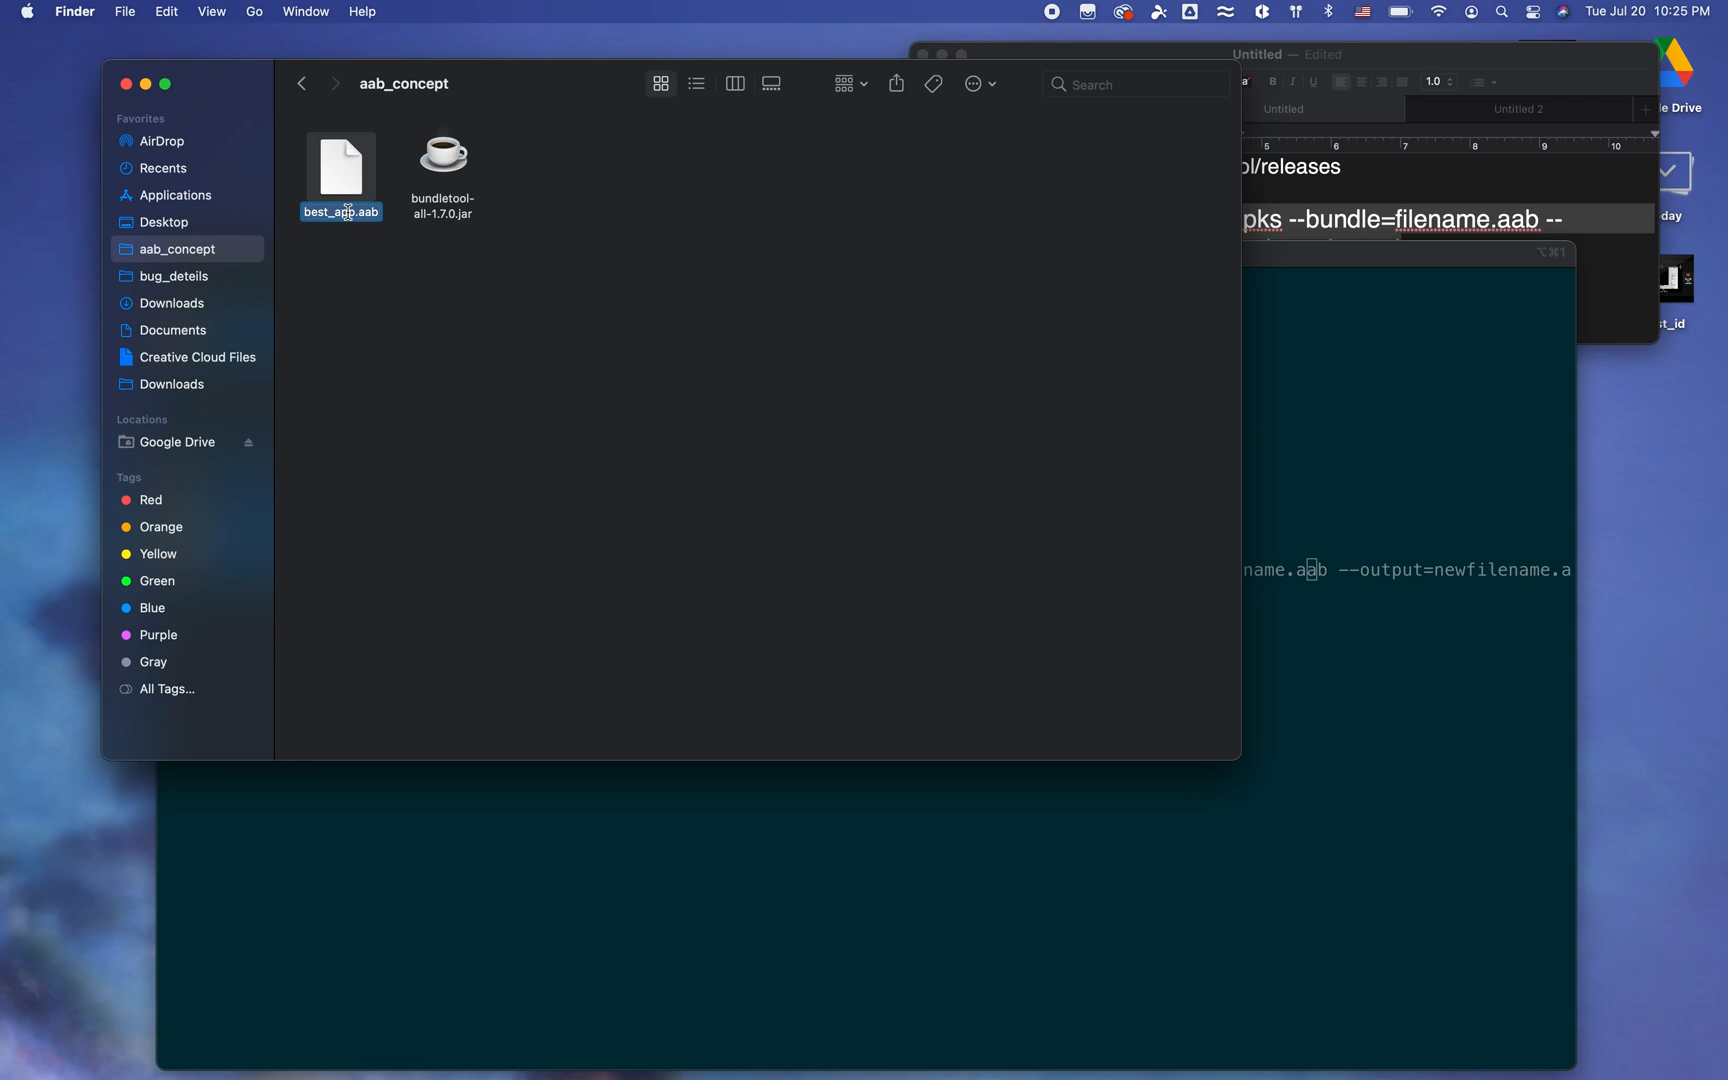 Finder File Edit View Go Window Help
Tue Jul 20 10:25 PM
Untitled — Edited
B I U 1.0
Untitled Untitled 2
5 6 7 8 9 10
/releases
pks --bundle=filename.aab --
⌥⌘1
name.aab --output=newfilename.a
aab_concept
Search
Favorites
AirDrop
Recents
Applications
Desktop
aab_concept
bug_deteils
Downloads
Documents
Creative Cloud Files
Downloads
Locations
Google Drive
Tags
Red
Orange
Yellow
Green
Blue
Purple
Gray
All Tags...
best_app.aab
bundletool-
all-1.7.0.jar
le Drive
day
st_id